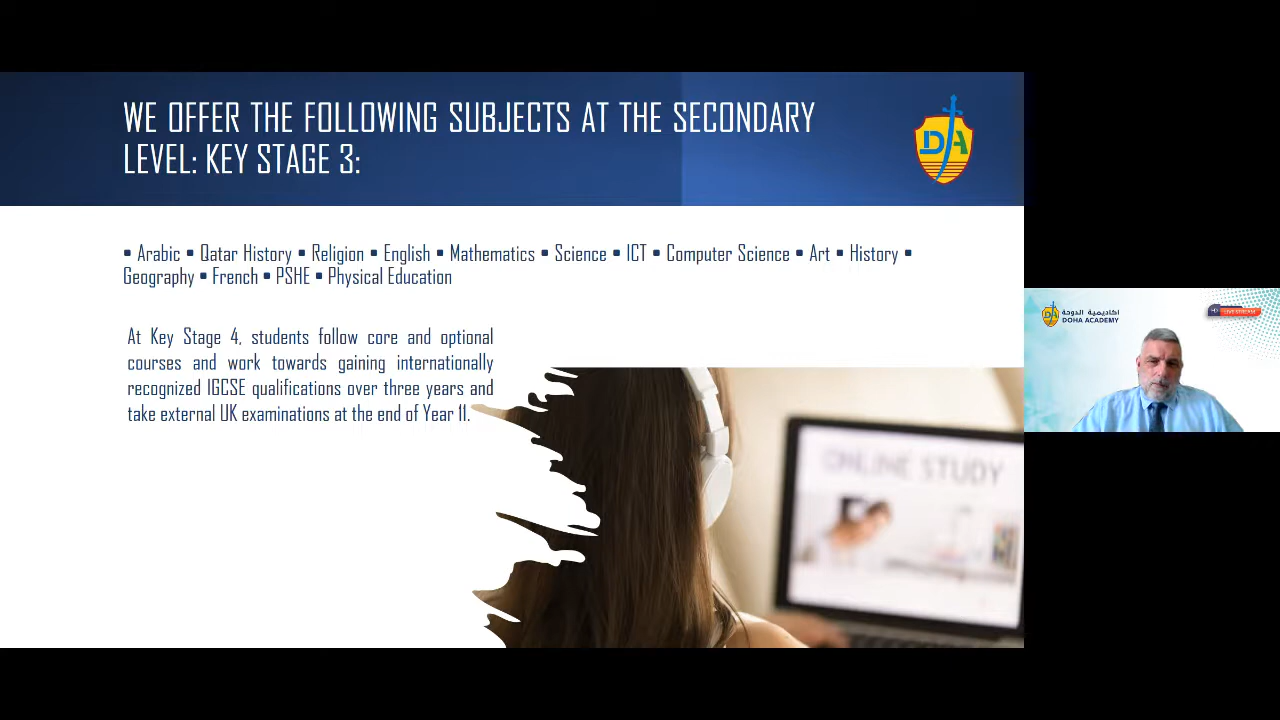 WE OFFER THE FOLLOWING SUBJECTS AT THE SECONDARY
LEVEL: KEY STAGE 3:
DA
▪ Arabic ▪ Qatar History ▪ Religion ▪ English ▪ Mathematics ▪ Science ▪ ICT ▪ Computer Science ▪ Art ▪ History ▪
Geography ▪ French ▪ PSHE ▪ Physical Education
At Key Stage 4, students follow core and optional
courses and work towards gaining internationally
recognized IGCSE qualifications over three years and
take external UK examinations at the end of Year 11.
ONLINE STUDY
DA
أكاديمية الدوحة
DOHA ACADEMY
LIVE STREAM